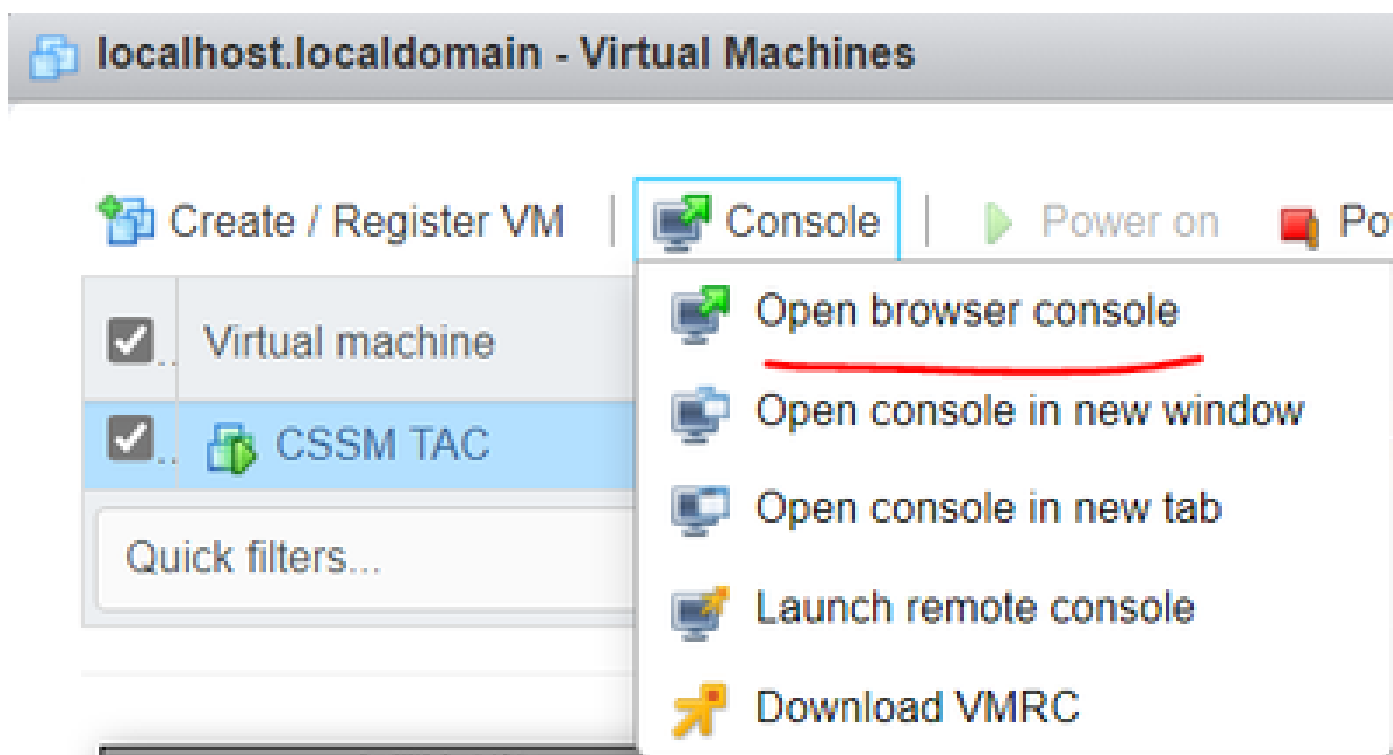 localhost.localdomain - Virtual Machines
Create / Register VM | Console | Power on Po
Virtual machine
CSSM TAC
Quick filters...
Open browser console
Open console in new window
Open console in new tab
Launch remote console
Download VMRC